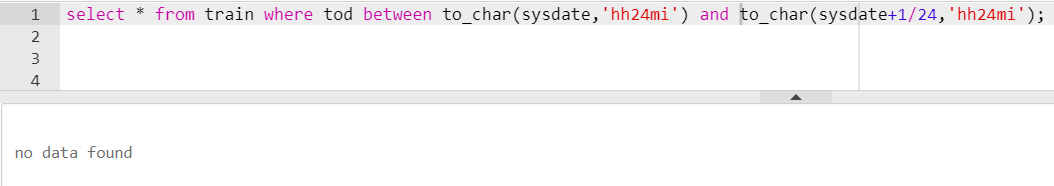 1 select * from train where tod between to_char(sysdate,'hh24mi') and to_char(sysdate+1/24,'hh24mi');
2
3
4
no data found